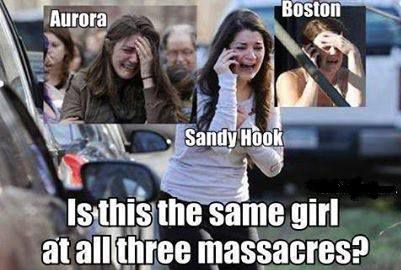 Aurora
Boston
Sandy Hook
Is this the same girl
at all three massacres?